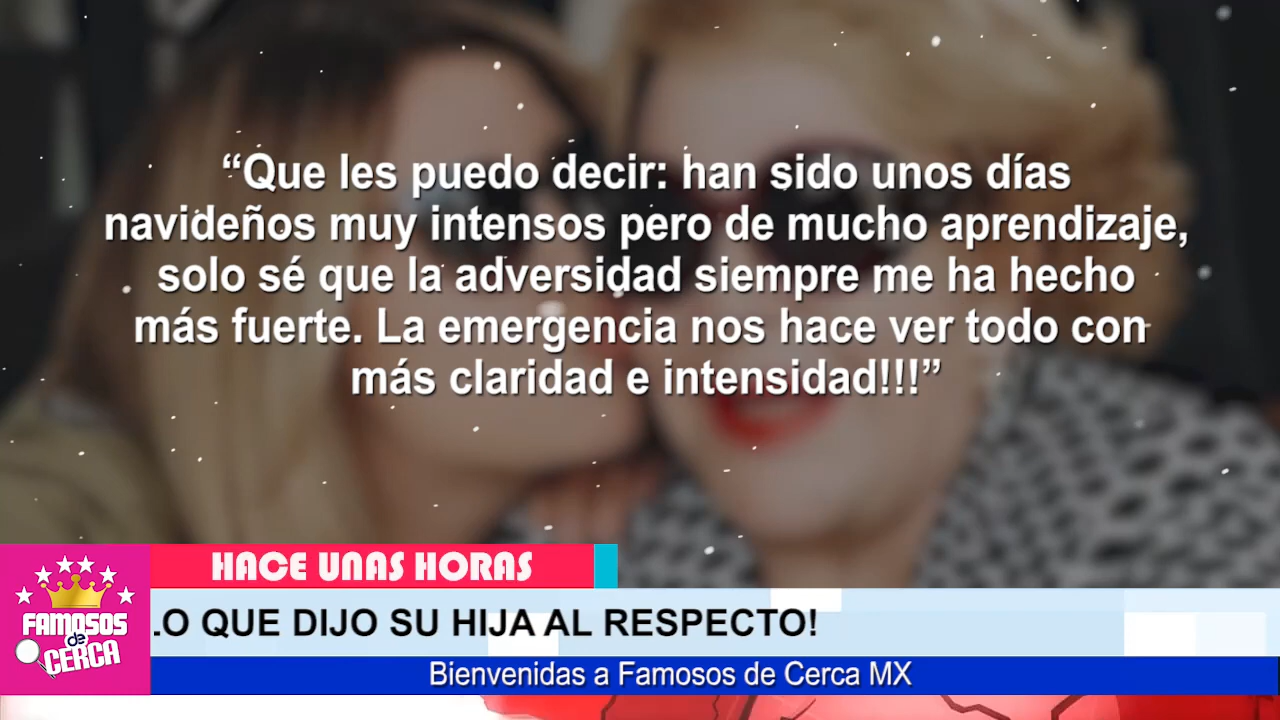 “Que les puedo decir: han sido unos días
navideños muy intensos pero de mucho aprendizaje,
solo sé que la adversidad siempre me ha hecho
más fuerte. La emergencia nos hace ver todo con
más claridad e intensidad!!!”
HACE UNAS HORAS
LO QUE DIJO SU HIJA AL RESPECTO!
FAMOSOS
de
CERCA
Bienvenidas a Famosos de Cerca MX